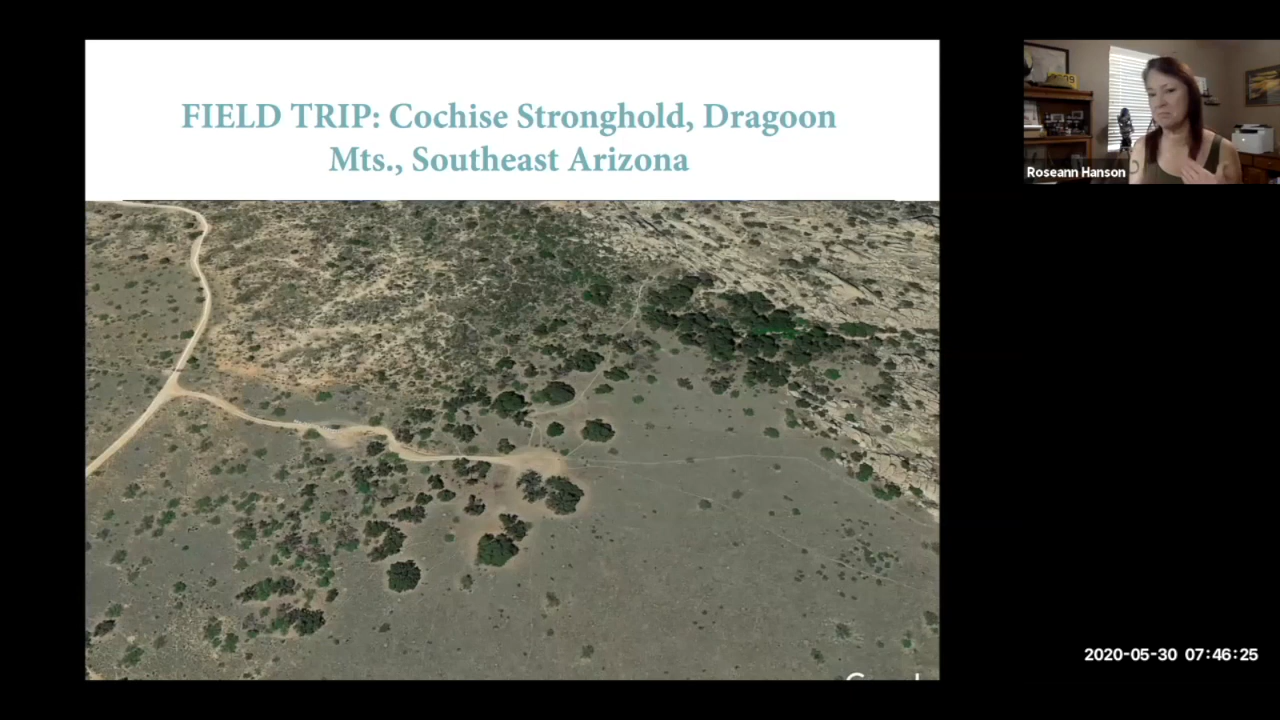 FIELD TRIP: Cochise Stronghold, Dragoon
Mts., Southeast Arizona
Roseann Hanson
2020-05-30 07:46:25